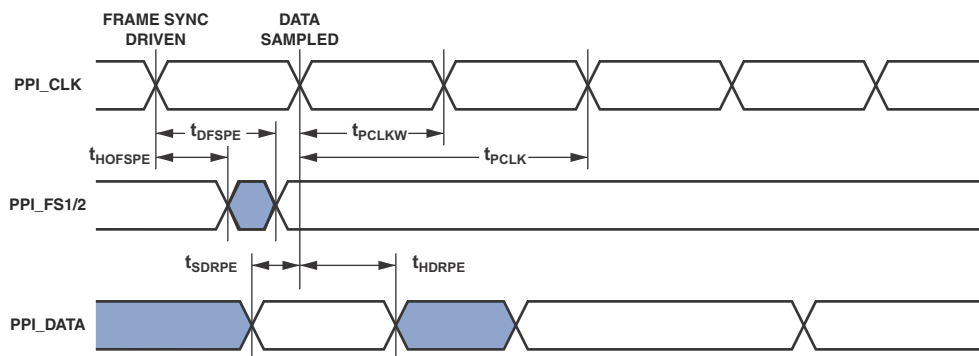 FRAME SYNC
DRIVEN
DATA
SAMPLED
PPI_CLK
tDFSPE
tPCLKW
tHOFSPE
tPCLK
PPI_FS1/2
tSDRPE
tHDRPE
PPI_DATA